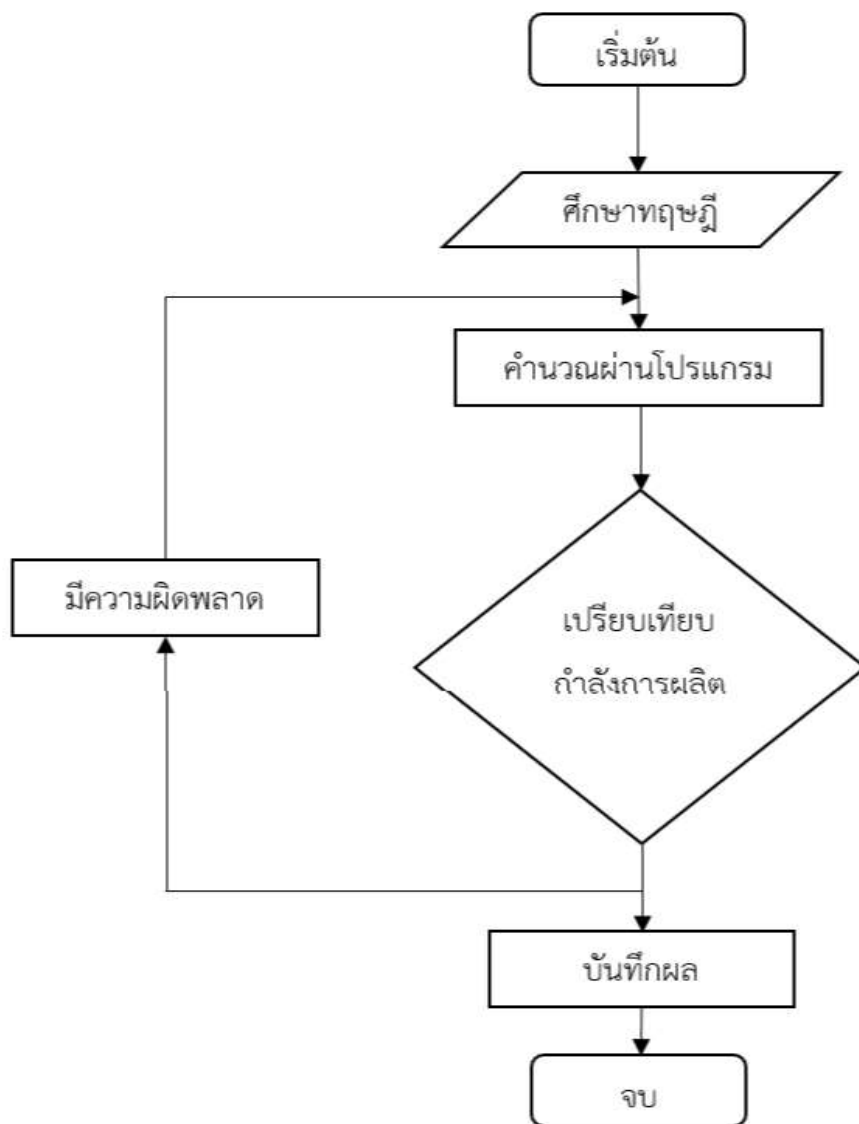 เริ่มต้น
ศึกษาทฤษฎี
คำนวณผ่านโปรแกรม
มีความผิดพลาด
เปรียบเทียบ
กำลังการผลิต
บันทึกผล
จบ